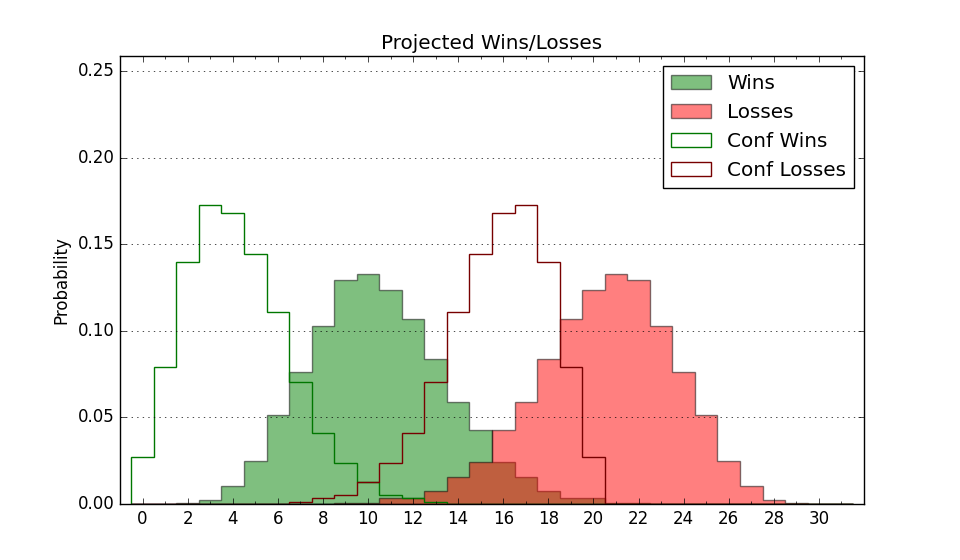 Projected Wins/Losses
0.25
0.20
0.15
0.10
0.05
0.00
Probability
Wins
Losses
Conf Wins
Conf Losses
0 2 4 6 8 10 12 14 16 18 20 22 24 26 28 30